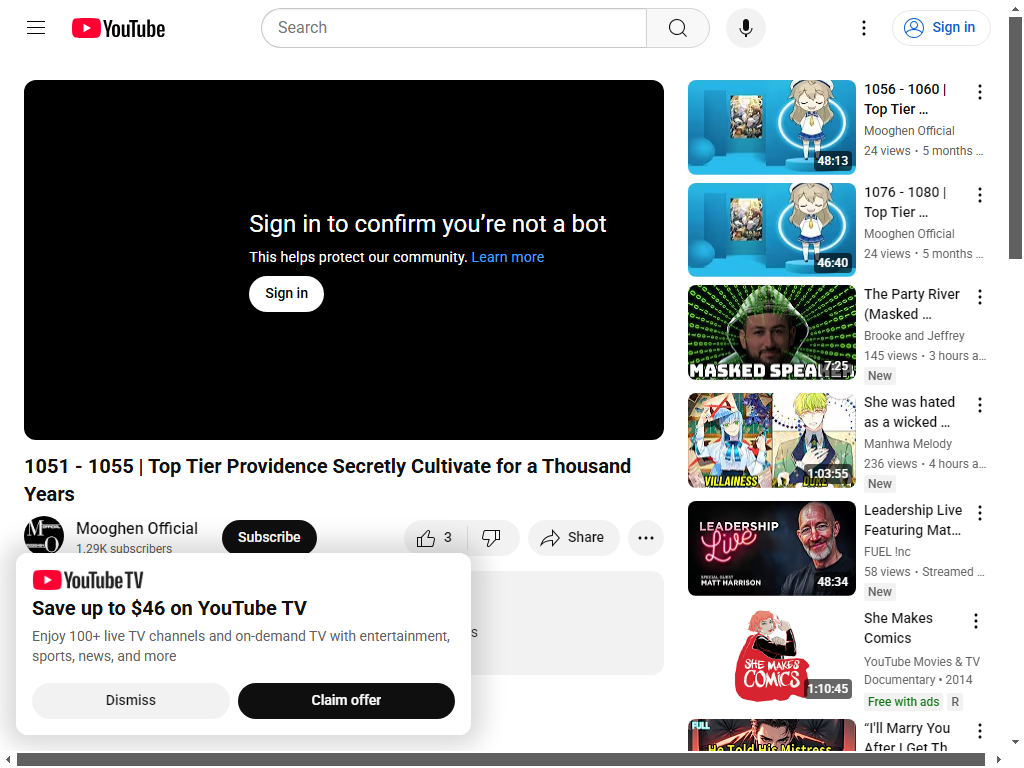 YouTube
Search
Sign in
Sign in to confirm you’re not a bot
This helps protect our community. Learn more
Sign in
1051 - 1055 | Top Tier Providence Secretly Cultivate for a Thousand
Years
Mooghen Official
1.29K subscribers
Subscribe
3
Share
YouTube TV
Save up to $46 on YouTube TV
Enjoy 100+ live TV channels and on-demand TV with entertainment,
sports, news, and more
Dismiss
Claim offer
48:13
1056 - 1060 |
Top Tier …
Mooghen Official
24 views • 5 months …
46:40
1076 - 1080 |
Top Tier …
Mooghen Official
24 views • 5 months …
MASKED SPEAKER
7:25
The Party River
(Masked …
Brooke and Jeffrey
145 views • 3 hours a…
New
VILLAINESS
DUKE
1:03:55
She was hated
as a wicked …
Manhwa Melody
236 views • 4 hours a…
New
LEADERSHIP
Live
SPECIAL GUEST
MATT HARRISON
48:34
Leadership Live
Featuring Mat…
FUEL !nc
58 views • Streamed …
New
SHE MAKES
COMICS
1:10:45
She Makes
Comics
YouTube Movies & TV
Documentary • 2014
Free with ads
R
FULL
He Told His Mistress
“I'll Marry You
After I Get Th